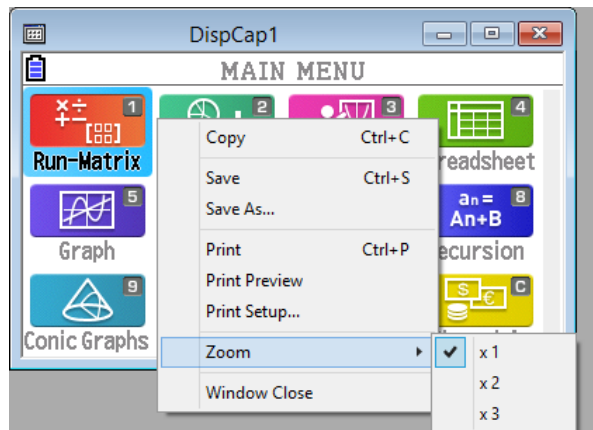 DispCap1
MAIN MENU
1
2
3
4
Run-Matrix
readsheet
Copy Ctrl+C
Save Ctrl+S
Save As...
5
an=
An+B
8
Graph
ecursion
Print Ctrl+P
Print Preview
Print Setup...
9
C
Conic Graphs
Zoom
x 1
x 2
x 3
Window Close